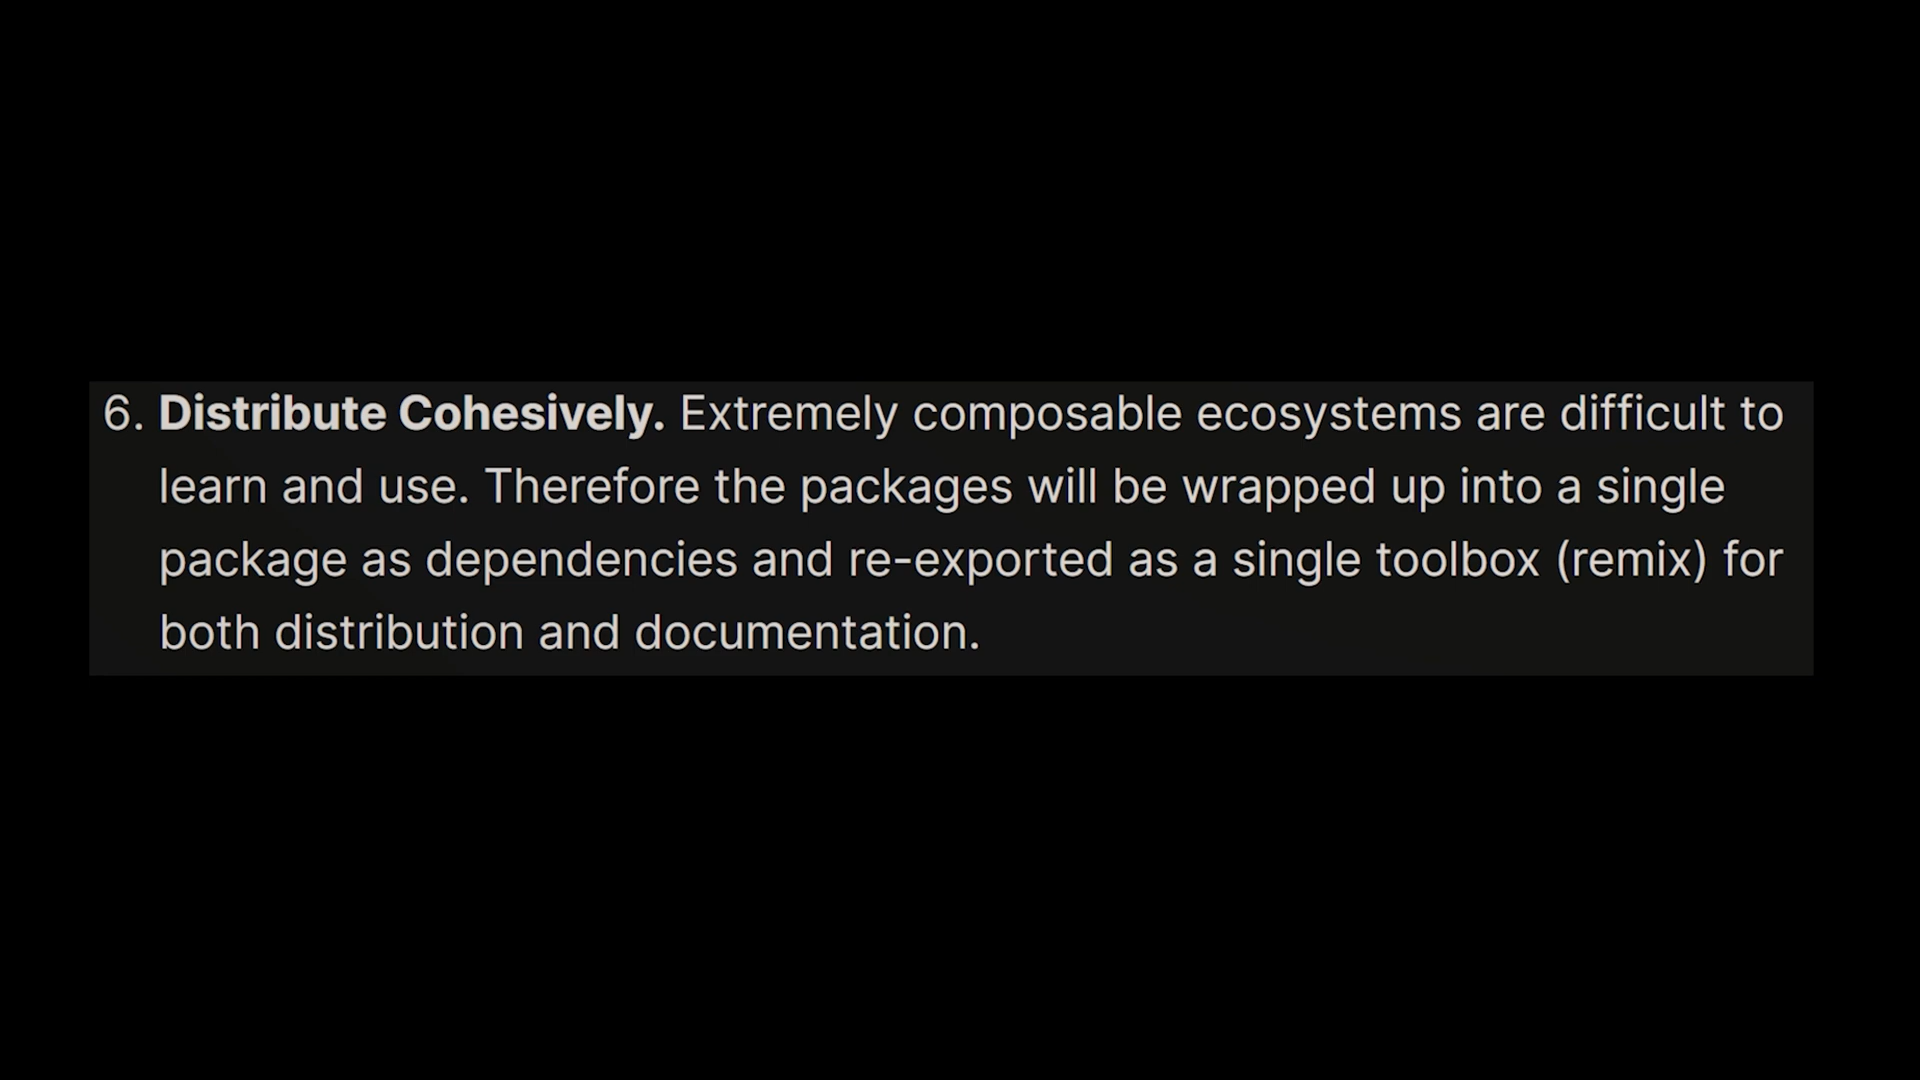 6. Distribute Cohesively. Extremely composable ecosystems are difficult to
learn and use. Therefore the packages will be wrapped up into a single
package as dependencies and re-exported as a single toolbox (remix) for
both distribution and documentation.